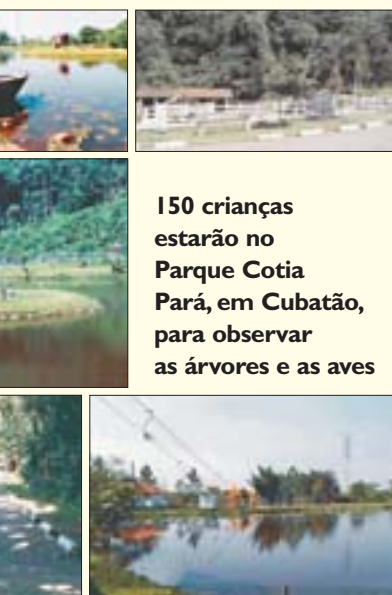 150 crianças
estarão no
Parque Cotia
Pará, em Cubatão,
para observar
as árvores e as aves